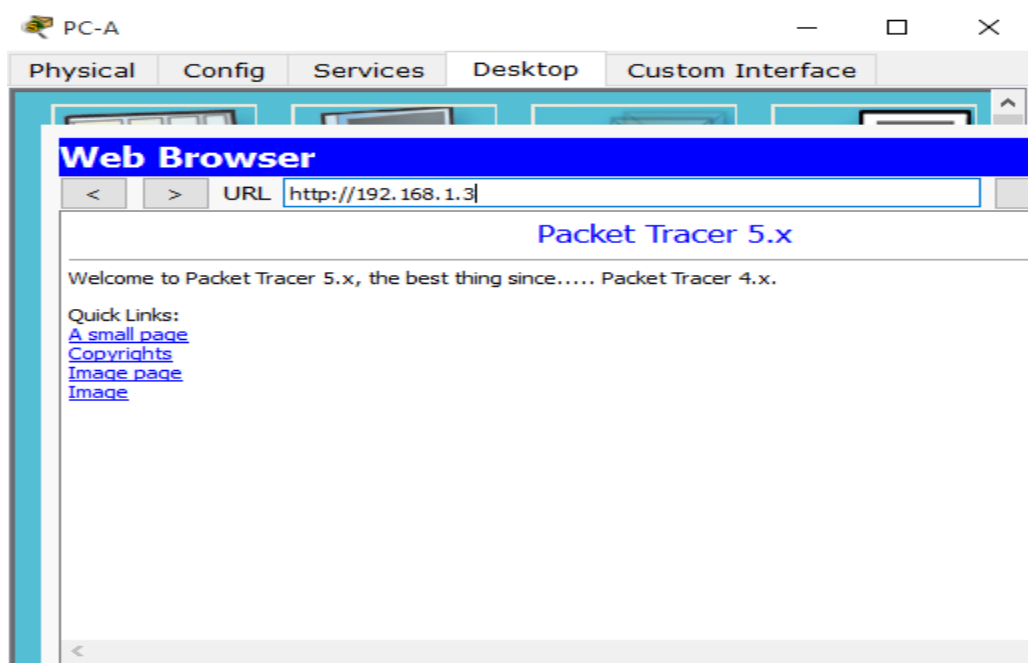 PC-A
Physical Config Services Desktop Custom Interface
Web Browser
< > URL http://192.168.1.3
Packet Tracer 5.x
Welcome to Packet Tracer 5.x, the best thing since..... Packet Tracer 4.x.
Quick Links:
A small page
Copyrights
Image page
Image